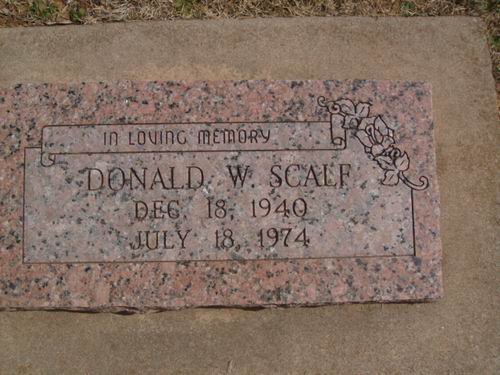 IN LOVING MEMORY
DONALD W. SCALF
DEC. 18, 1940
JULY 18, 1974